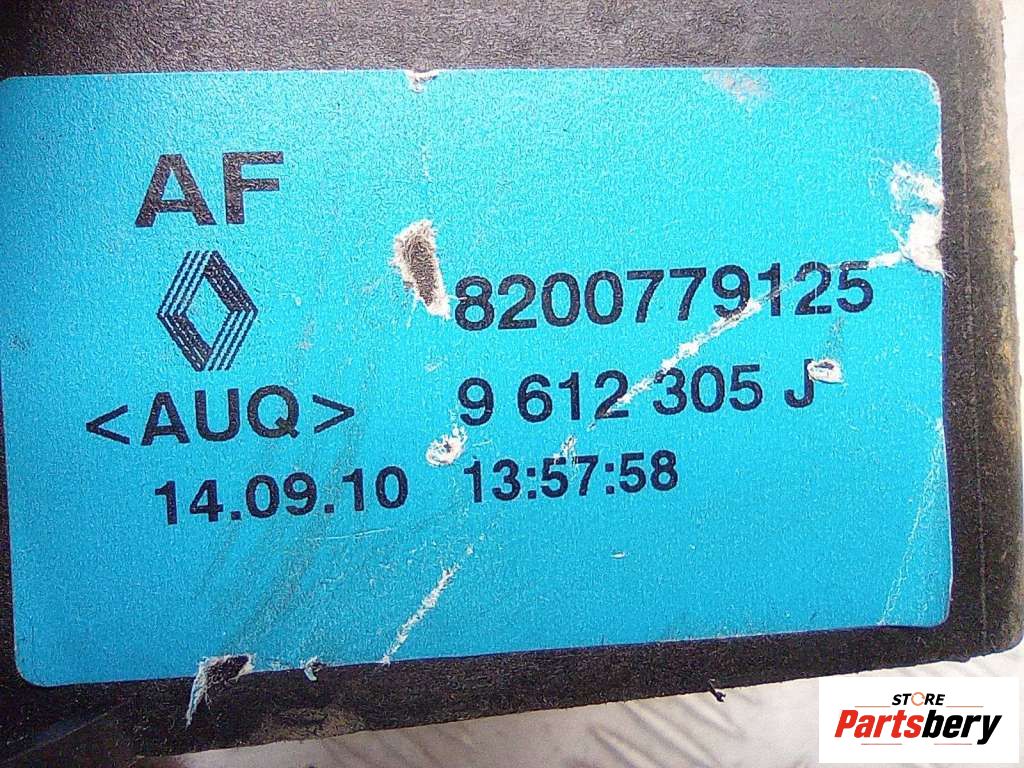 AF
8200779125
<AUQ> 9 612 305 J
14.09.10 13:57:58
STORE
Partsbery